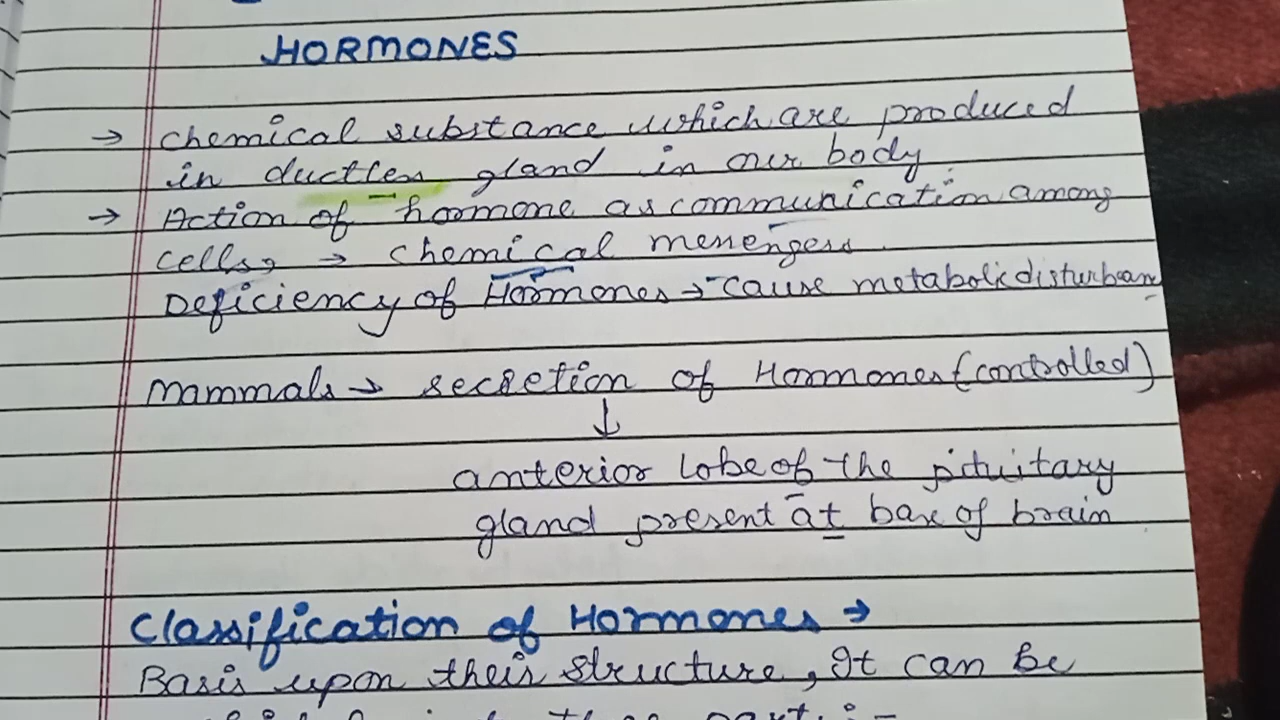 HORMONES
→ chemical substance which are produced
in ductless gland in our body
→ Action of hormone as communication among
cells, → chemical messengers
Deficiency of Hormones → cause metabolic disturban
mammals → secretion of Hormones (controlled)
↓
anterior lobe of the pituitary
gland present at base of brain
Classification of Hormones →
Basis upon their structure, It can be